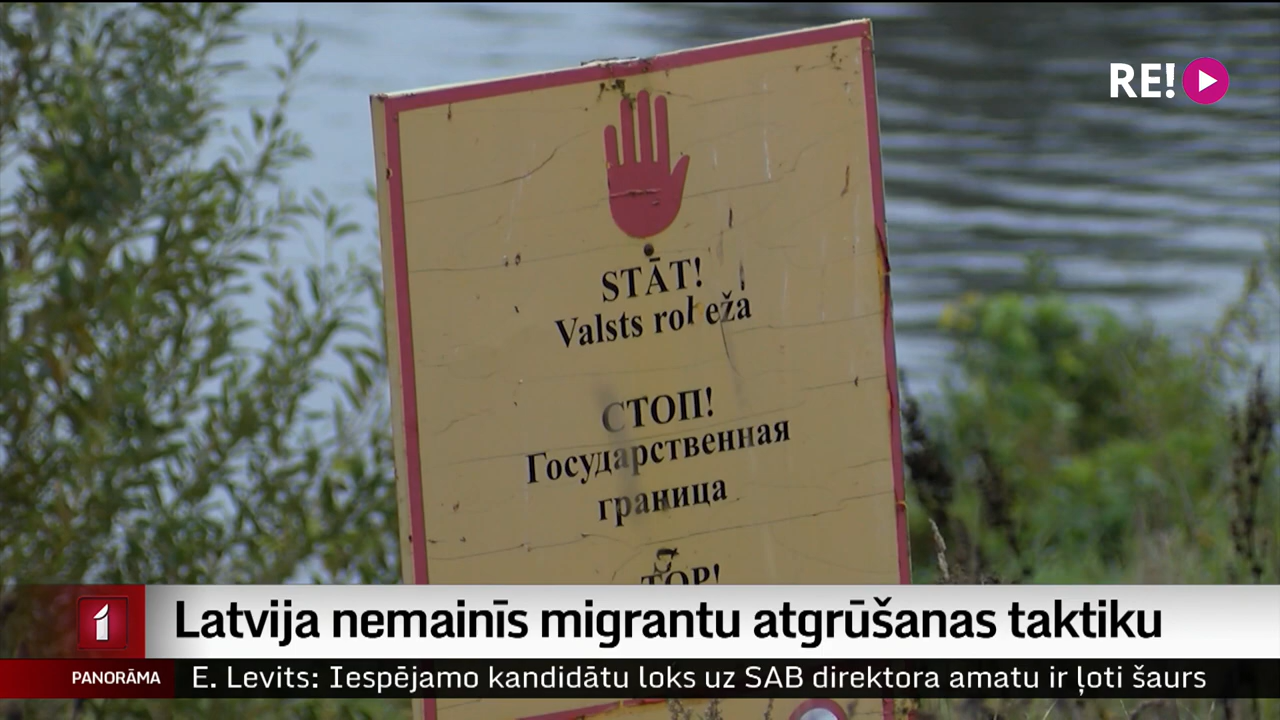 RE!
STĀT!
Valsts robeža
СТОП!
Государственная
граница
STOP!
1
Latvija nemainīs migrantu atgrūšanas taktiku
PANORĀMA
E. Levits: Iespējamo kandidātu loks uz SAB direktora amatu ir ļoti šaurs